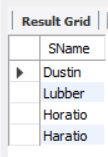 Result Grid
SName
Dustin
Lubber
Horatio
Haratio